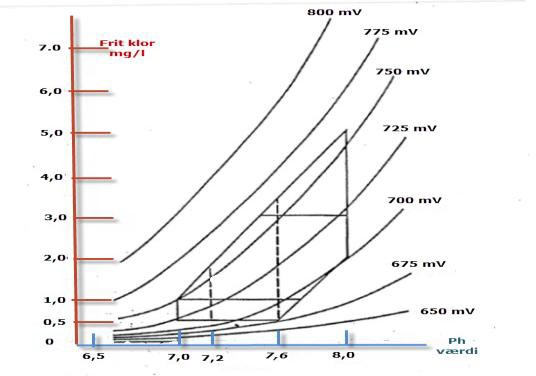 800 mV
775 mV
750 mV
725 mV
700 mV
675 mV
650 mV
Frit klor
mg/l
7.0
6,0
5,0
4,0
3,0
2,0
1,0
0,5
0
6,5
7,0
7,2
7,6
8,0
Ph
værdi